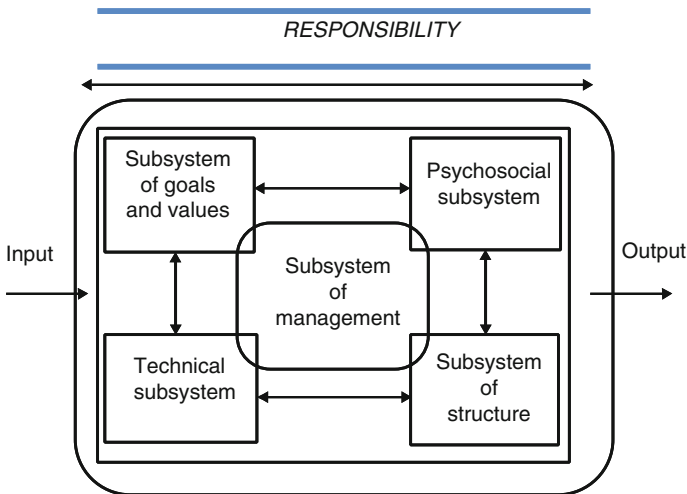 RESPONSIBILITY
Subsystem
of goals
and values
Psychosocial
subsystem
Input
Subsystem
of
management
Output
Technical
subsystem
Subsystem
of
structure